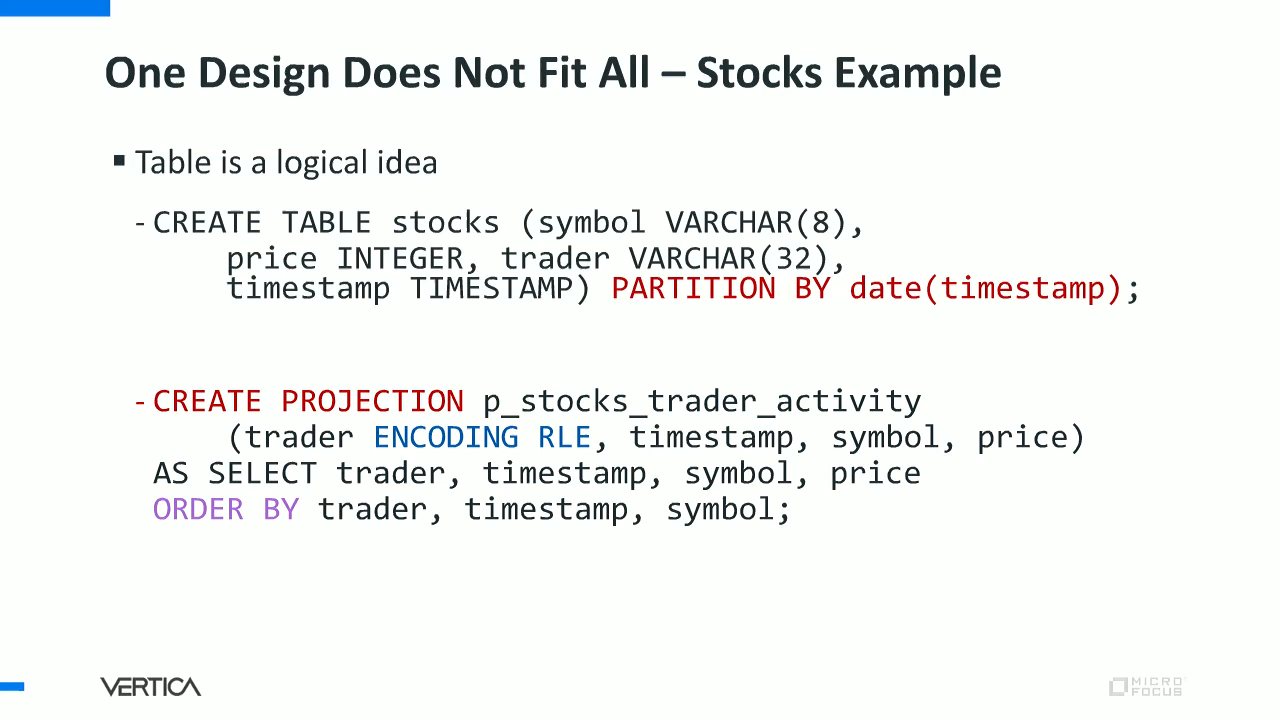 One Design Does Not Fit All – Stocks Example
▪ Table is a logical idea
- CREATE TABLE stocks (symbol VARCHAR(8),
price INTEGER, trader VARCHAR(32),
timestamp TIMESTAMP) PARTITION BY date(timestamp);
- CREATE PROJECTION p_stocks_trader_activity
(trader ENCODING RLE, timestamp, symbol, price)
AS SELECT trader, timestamp, symbol, price
ORDER BY trader, timestamp, symbol;
VERTICA
MICRO
FOCUS